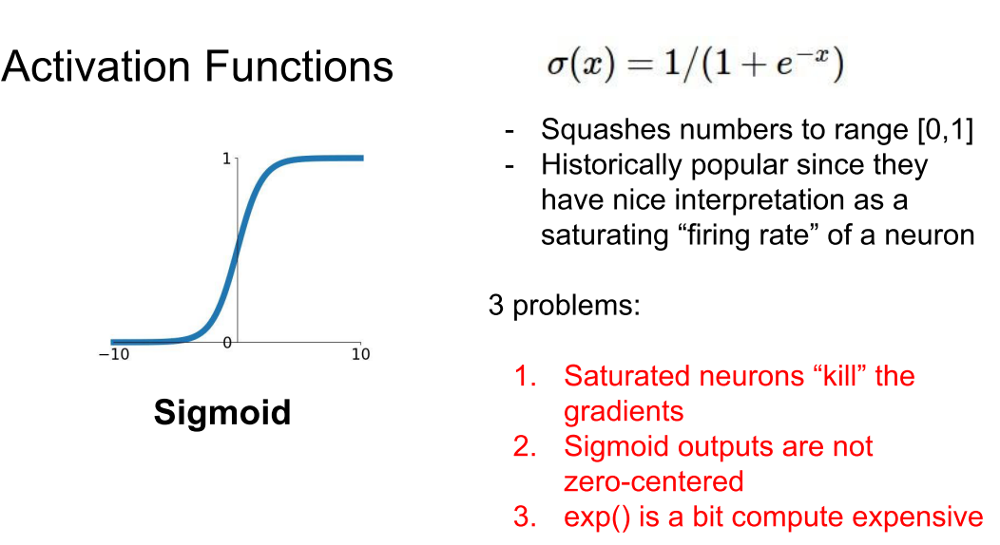 Activation Functions
σ(x) = 1/(1 + e⁻ˣ)
- Squashes numbers to range [0,1]
- Historically popular since they
have nice interpretation as a
saturating “firing rate” of a neuron
1
0
−10
10
Sigmoid
3 problems:
1. Saturated neurons “kill” the
gradients
2. Sigmoid outputs are not
zero-centered
3. exp() is a bit compute expensive